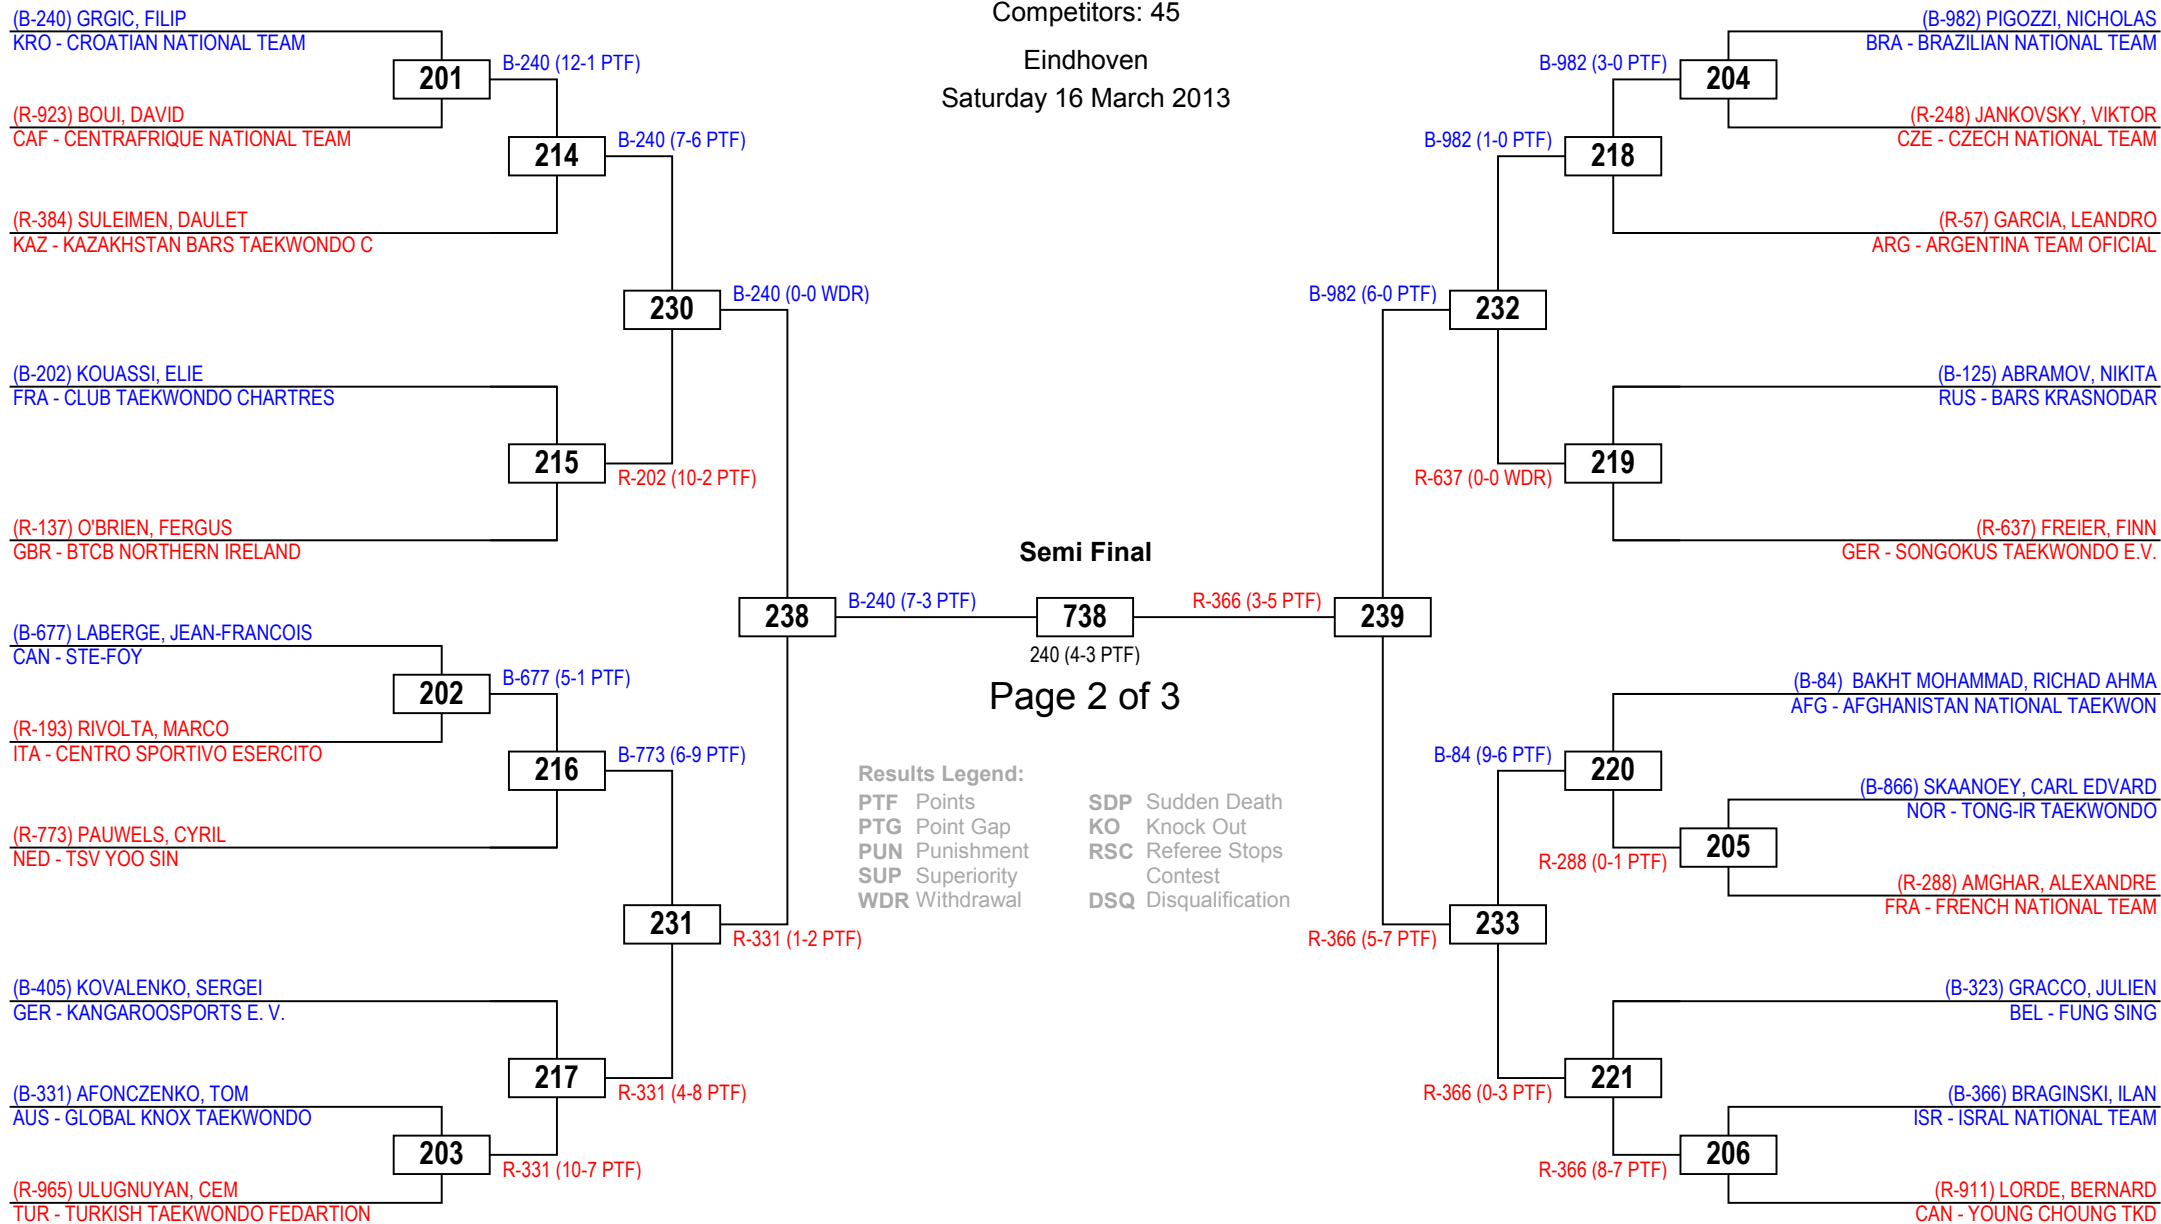 Competitors: 45
Eindhoven
Saturday 16 March 2013
(B-240) GRGIC, FILIP
KRO - CROATIAN NATIONAL TEAM
201
B-240 (12-1 PTF)
(R-923) BOUI, DAVID
CAF - CENTRAFRIQUE NATIONAL TEAM
214
B-240 (7-6 PTF)
(R-384) SULEIMEN, DAULET
KAZ - KAZAKHSTAN BARS TAEKWONDO C
230
B-240 (0-0 WDR)
(B-202) KOUASSI, ELIE
FRA - CLUB TAEKWONDO CHARTRES
215
R-202 (10-2 PTF)
(R-137) O'BRIEN, FERGUS
GBR - BTCB NORTHERN IRELAND
238
B-240 (7-3 PTF)
(B-677) LABERGE, JEAN-FRANCOIS
CAN - STE-FOY
202
B-677 (5-1 PTF)
(R-193) RIVOLTA, MARCO
ITA - CENTRO SPORTIVO ESERCITO
216
B-773 (6-9 PTF)
(R-773) PAUWELS, CYRIL
NED - TSV YOO SIN
231
R-331 (1-2 PTF)
(B-405) KOVALENKO, SERGEI
GER - KANGAROOSPORTS E. V.
217
R-331 (4-8 PTF)
(B-331) AFONCZENKO, TOM
AUS - GLOBAL KNOX TAEKWONDO
203
R-331 (10-7 PTF)
(R-965) ULUGNUYAN, CEM
TUR - TURKISH TAEKWONDO FEDARTION
Semi Final
738
240 (4-3 PTF)
Page 2 of 3
Results Legend:
PTF Points
PTG Point Gap
PUN Punishment
SUP Superiority
WDR Withdrawal
SDP Sudden Death
KO Knock Out
RSC Referee Stops
Contest
DSQ Disqualification
(B-982) PIGOZZI, NICHOLAS
BRA - BRAZILIAN NATIONAL TEAM
B-982 (3-0 PTF)
204
(R-248) JANKOVSKY, VIKTOR
CZE - CZECH NATIONAL TEAM
B-982 (1-0 PTF)
218
(R-57) GARCIA, LEANDRO
ARG - ARGENTINA TEAM OFICIAL
B-982 (6-0 PTF)
232
(B-125) ABRAMOV, NIKITA
RUS - BARS KRASNODAR
R-637 (0-0 WDR)
219
(R-637) FREIER, FINN
GER - SONGOKUS TAEKWONDO E.V.
R-366 (3-5 PTF)
239
(B-84) BAKHT MOHAMMAD, RICHAD AHMA
AFG - AFGHANISTAN NATIONAL TAEKWON
B-84 (9-6 PTF)
220
(B-866) SKAANOEY, CARL EDVARD
NOR - TONG-IR TAEKWONDO
R-288 (0-1 PTF)
205
(R-288) AMGHAR, ALEXANDRE
FRA - FRENCH NATIONAL TEAM
R-366 (5-7 PTF)
233
(B-323) GRACCO, JULIEN
BEL - FUNG SING
R-366 (0-3 PTF)
221
(B-366) BRAGINSKI, ILAN
ISR - ISRAL NATIONAL TEAM
R-366 (8-7 PTF)
206
(R-911) LORDE, BERNARD
CAN - YOUNG CHOUNG TKD